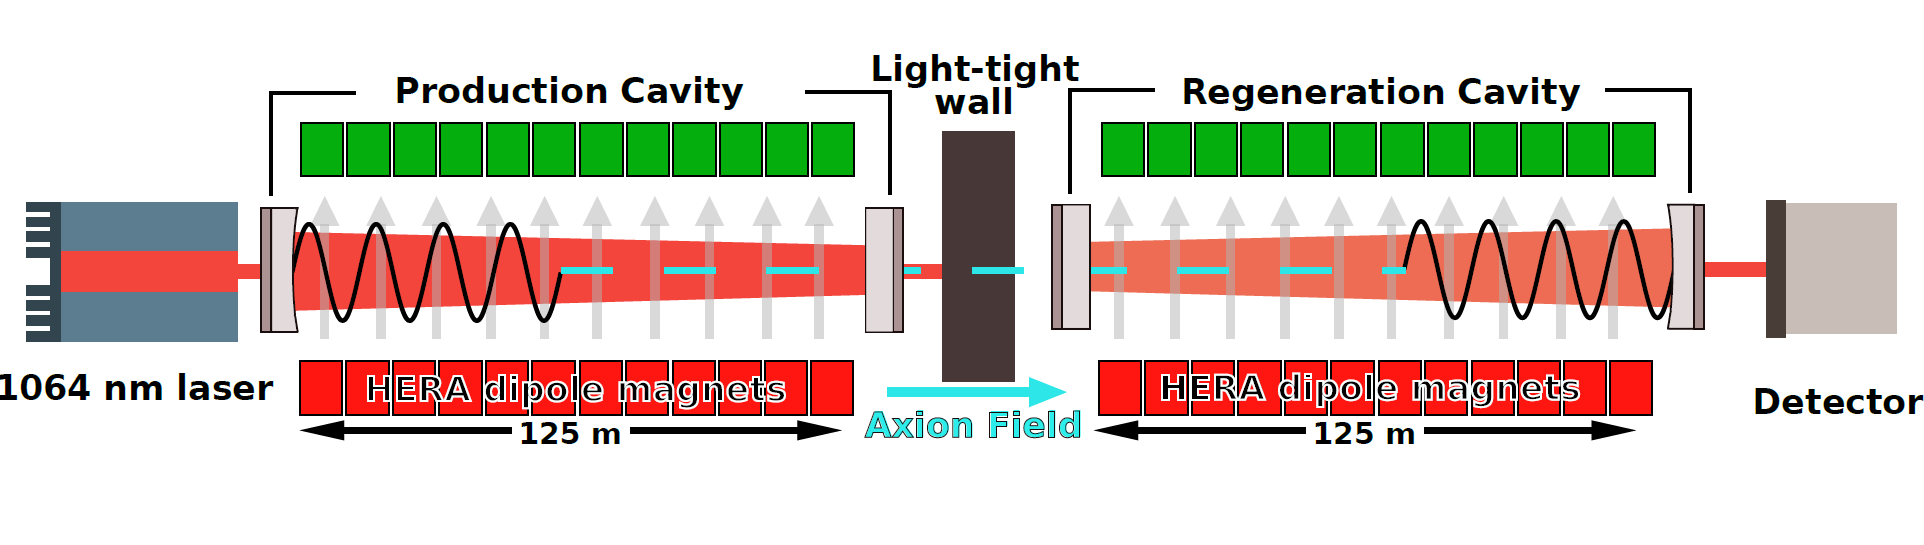 Production Cavity
Light-tight
wall
Regeneration Cavity
1064 nm laser
HERA dipole magnets
125 m
Axion Field
HERA dipole magnets
125 m
Detector